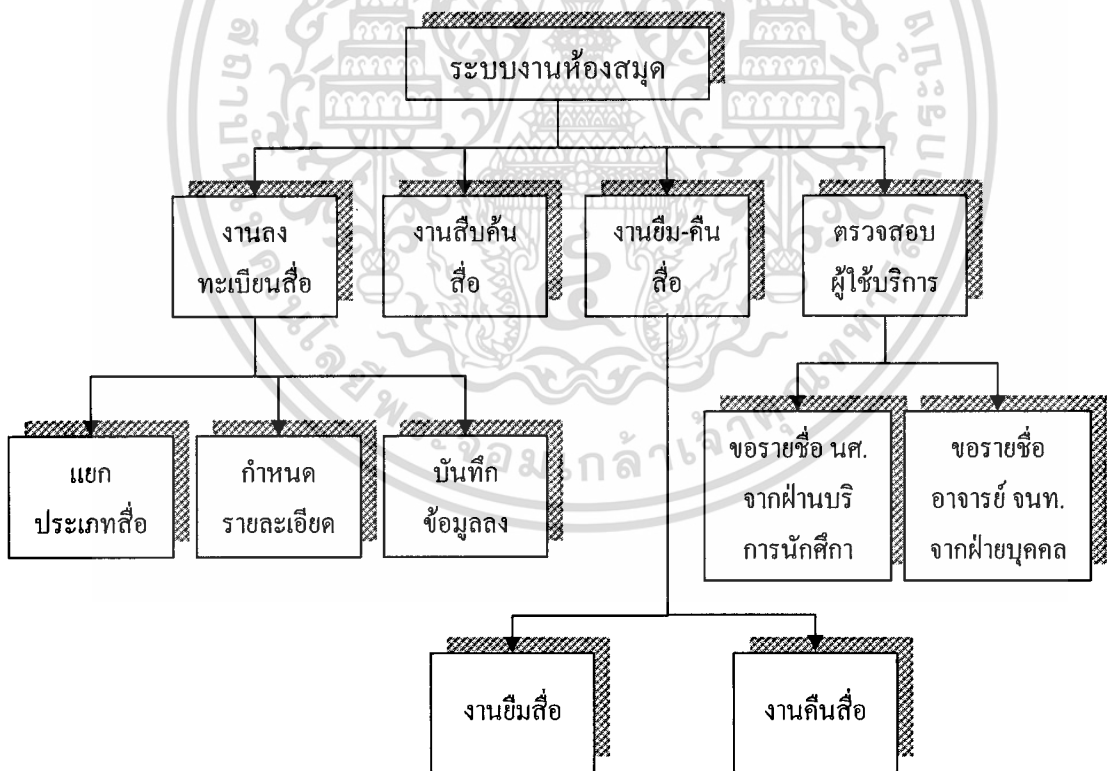 ระบบงานห้องสมุด
งานลง
ทะเบียนสื่อ
งานสืบค้น
สื่อ
งานยืม-คืน
สื่อ
ตรวจสอบ
ผู้ใช้บริการ
แยก
ประเภทสื่อ
กำหนด
รายละเอียด
บันทึก
ข้อมูลลง
ขอรายชื่อ นศ.
จากฝ่านบริ
การนักศึกา
ขอรายชื่อ
อาจารย์ จนท.
จากฝ่ายบุคคล
งานยืมสื่อ
งานคืนสื่อ